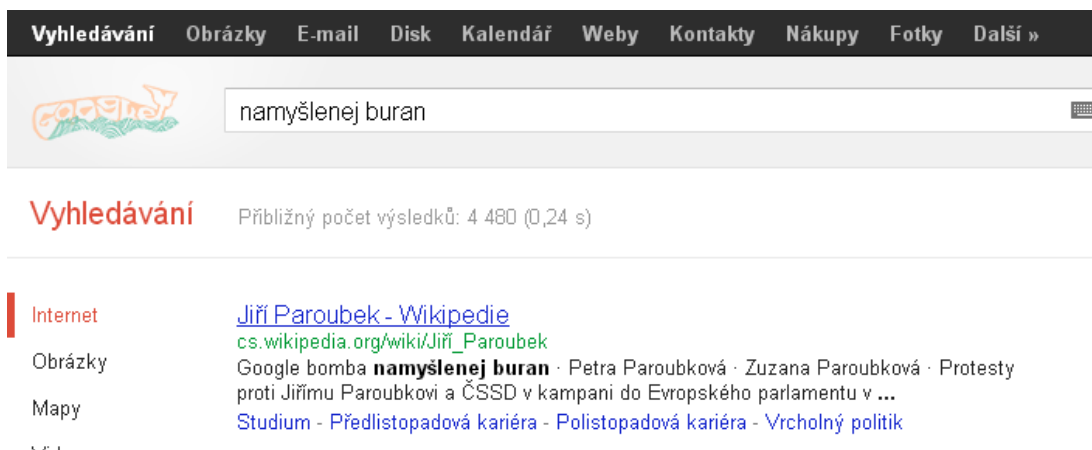 Vyhledávání Obrázky E-mail Disk Kalendář Weby Kontakty Nákupy Fotky Další »
Google
namyšlenej buran
Vyhledávání Přibližný počet výsledků: 4 480 (0,24 s)
Internet
Obrázky
Mapy
Jiří Paroubek - Wikipedie
cs.wikipedia.org/wiki/Jiří_Paroubek
Google bomba namyšlenej buran · Petra Paroubková · Zuzana Paroubková · Protesty
proti Jiřímu Paroubkovi a ČSSD v kampani do Evropského parlamentu v ...
Studium - Předlistopadová kariéra - Polistopadová kariéra - Vrcholný politik